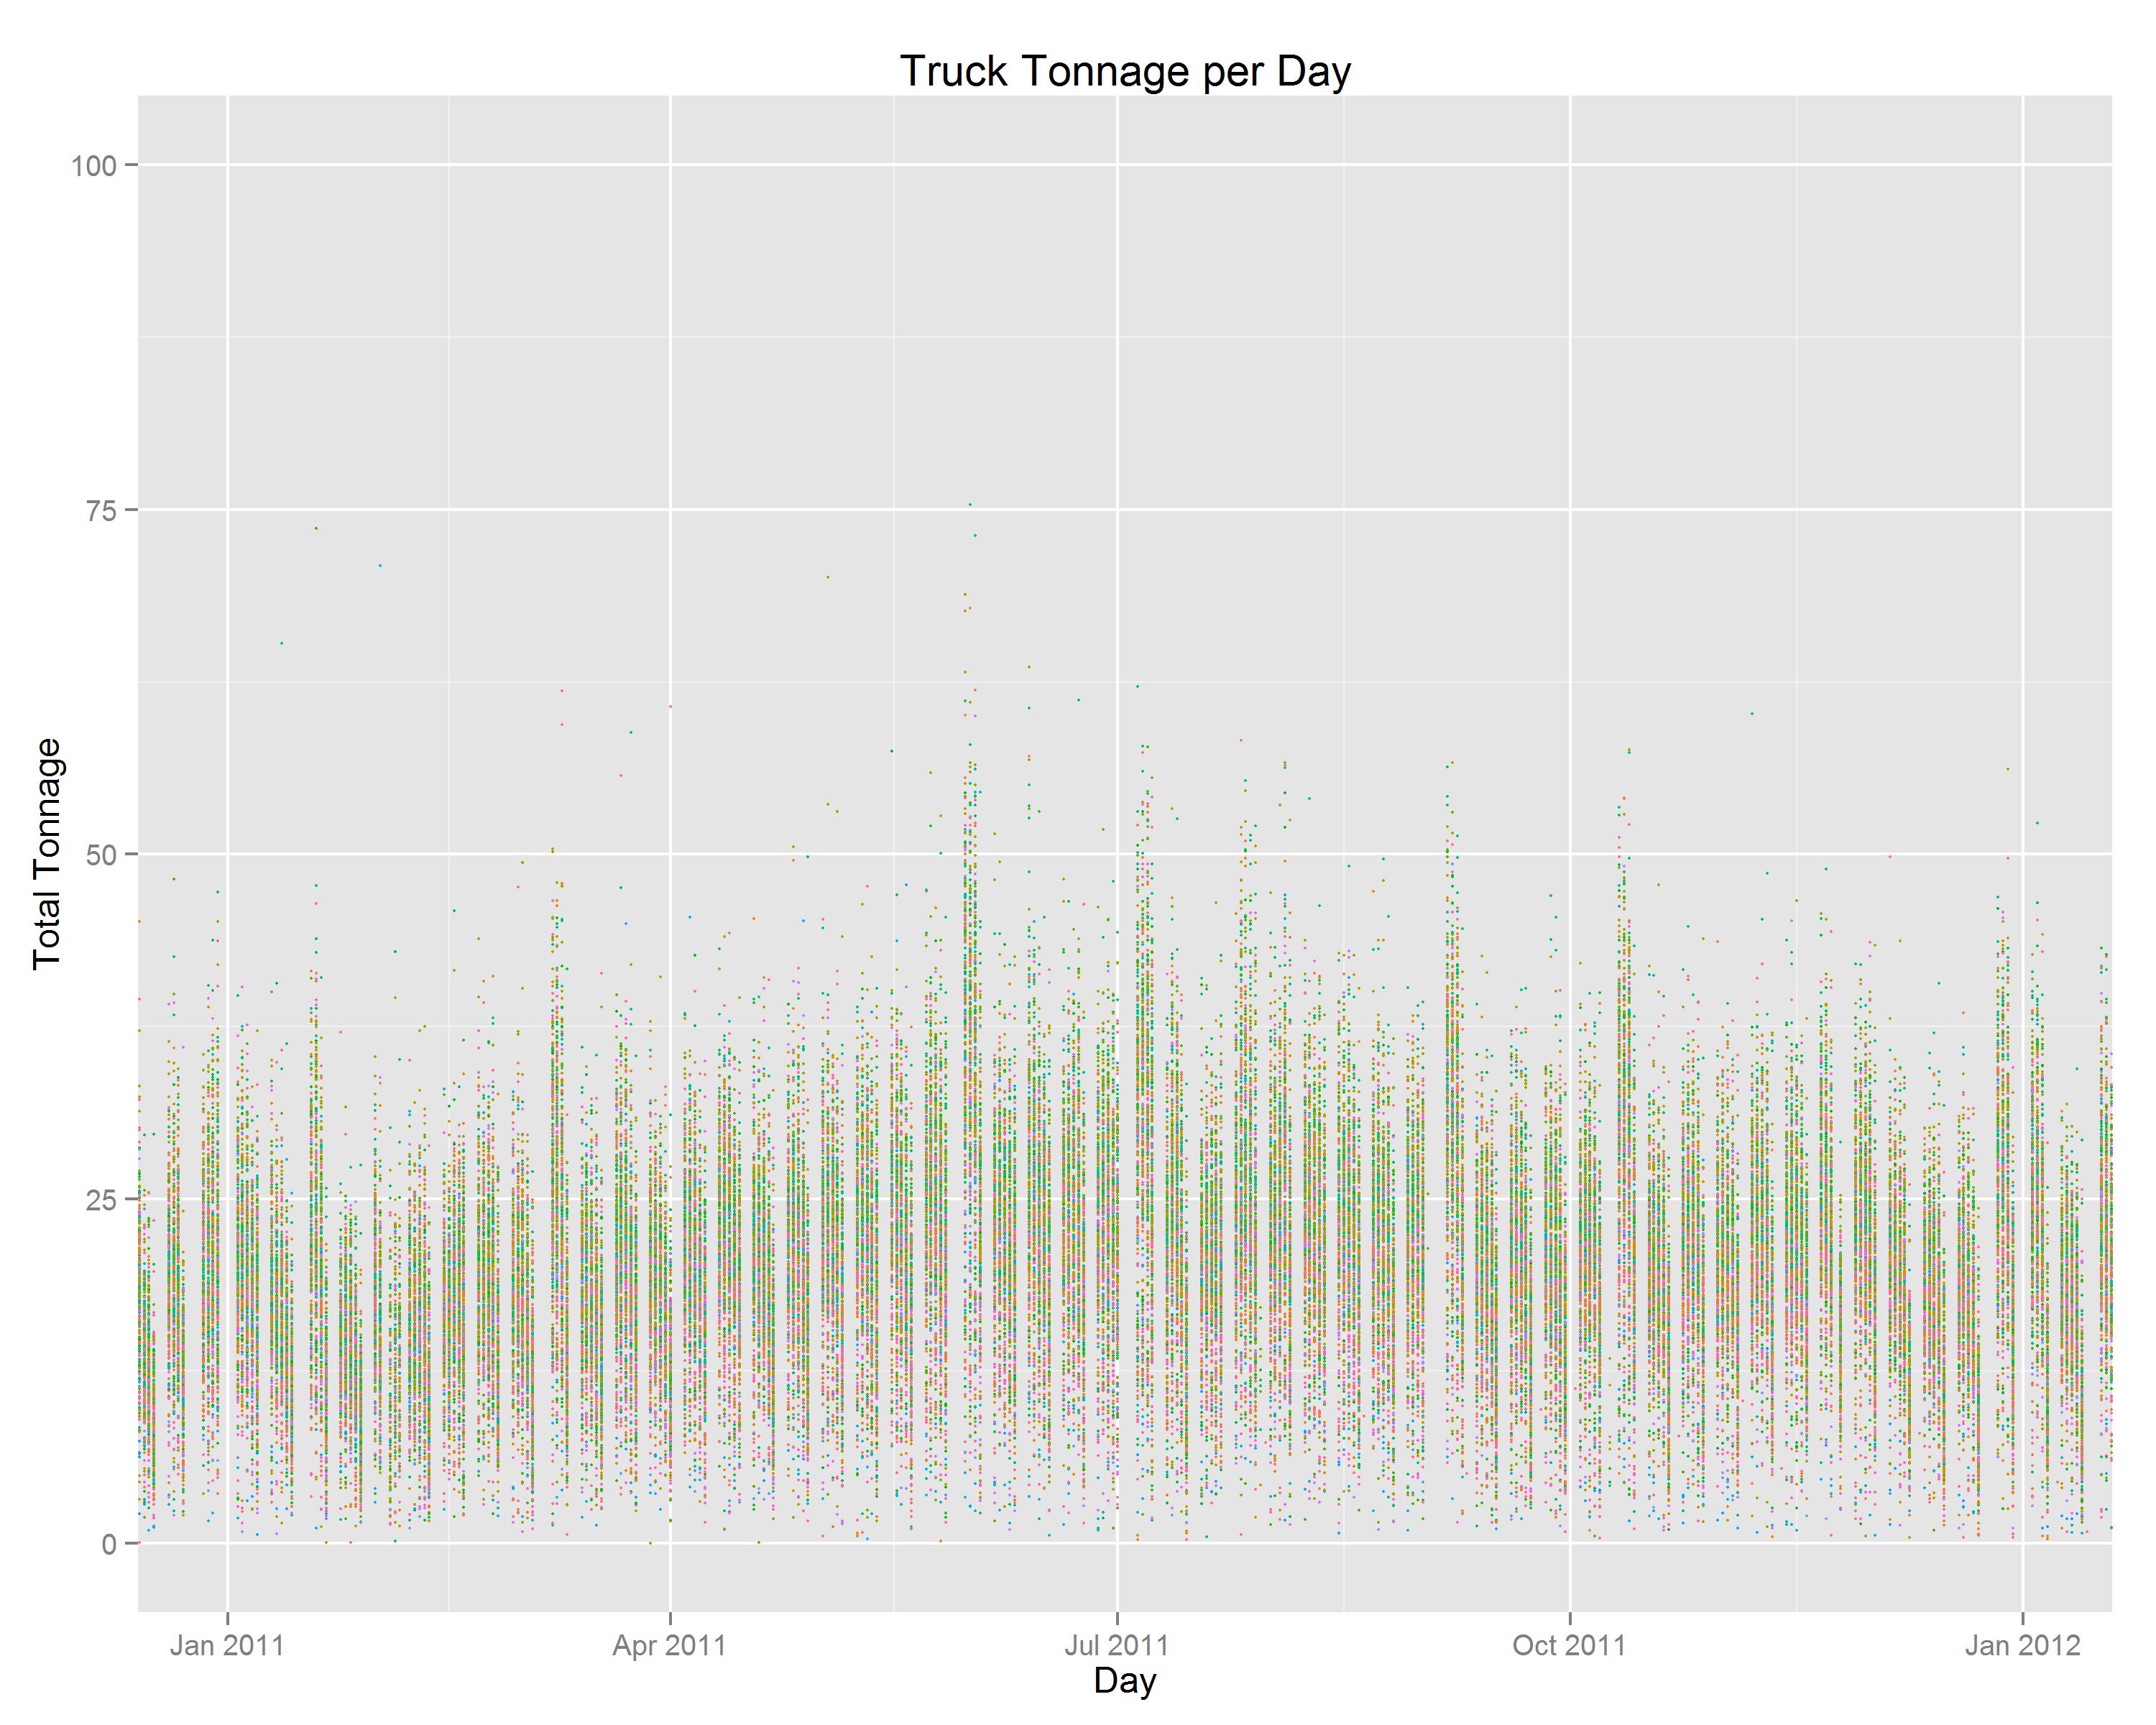 Truck Tonnage per Day
100
75
50
25
0
Total Tonnage
Jan 2011
Apr 2011
Jul 2011
Oct 2011
Jan 2012
Day